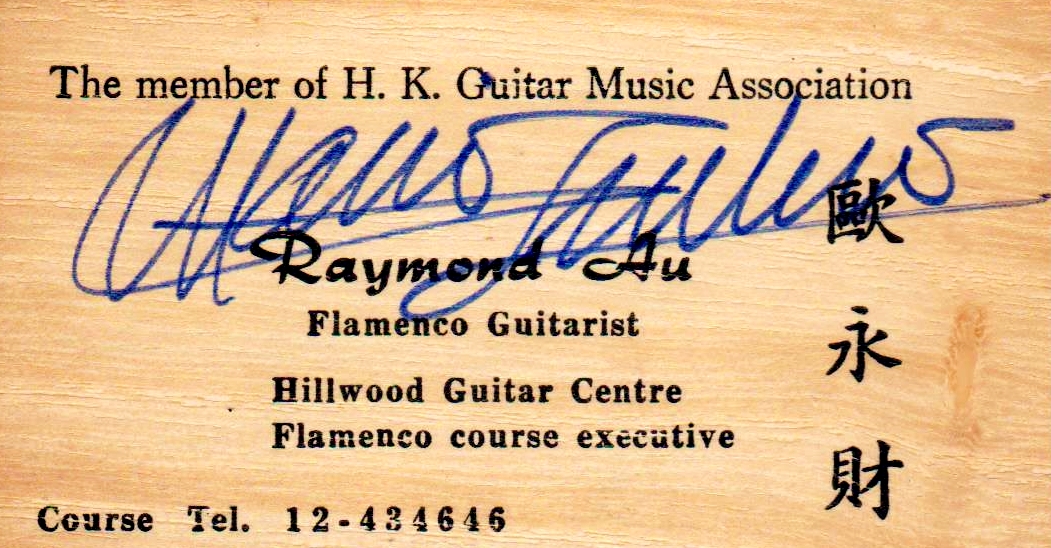 The member of H. K. Guitar Music Association
Raymond Au
Flamenco Guitarist
Hillwood Guitar Centre
Flamenco course executive
Course Tel. 12-434646
歐永財